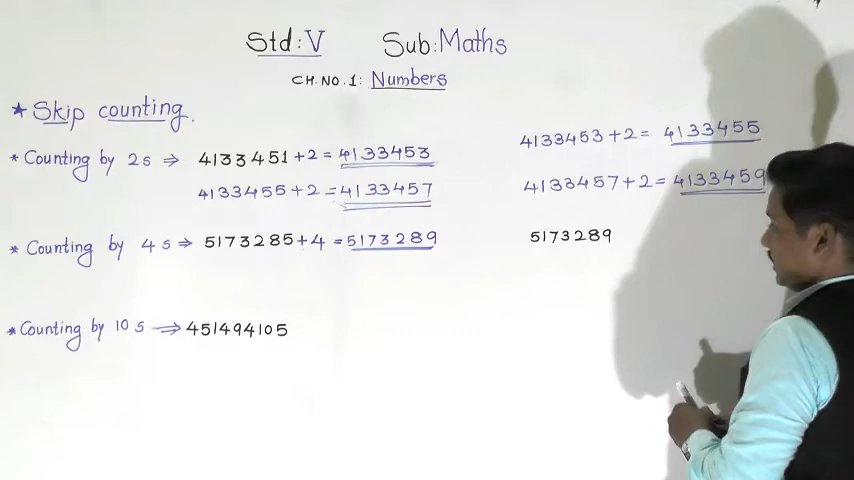 Std: V Sub: Maths
CH. NO. 1: Numbers
* Skip counting.
* Counting by 2s ⇒ 4133451+2= 4133453 4133453+2= 4133455
4133455+2=4133457 4133457+2=4133459
* Counting by 4s ⇒ 5173285+4=5173289 5173289
* Counting by 10s ⇒ 451494105